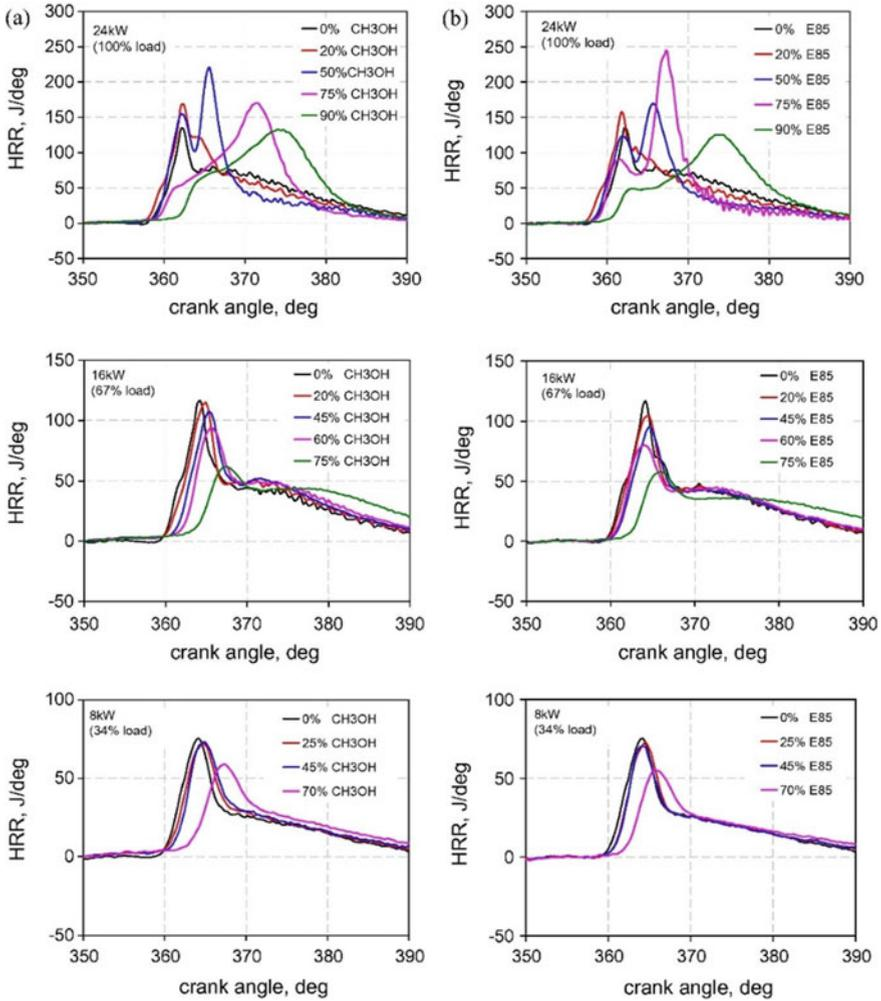 (a)
300
250
200
150
100
50
0
-50
HRR, J/deg
24kW
(100% load)
0% CH3OH
20% CH3OH
50%CH3OH
75% CH3OH
90% CH3OH
350 360 370 380 390
crank angle, deg
(b)
300
250
200
150
100
50
0
-50
HRR, J/deg
24kW
(100% load)
0% E85
20% E85
50% E85
75% E85
90% E85
350 360 370 380 390
crank angle, deg
150
100
50
0
-50
HRR, J/deg
16kW
(67% load)
0% CH3OH
20% CH3OH
45% CH3OH
60% CH3OH
75% CH3OH
350 360 370 380 390
crank angle, deg
150
100
50
0
-50
HRR, J/deg
16kW
(67% load)
0% E85
20% E85
45% E85
60% E85
75% E85
350 360 370 380 390
crank angle, deg
100
50
0
-50
HRR, J/deg
8kW
(34% load)
0% CH3OH
25% CH3OH
45% CH3OH
70% CH3OH
350 360 370 380 390
crank angle, deg
100
50
0
-50
HRR, J/deg
8kW
(34% load)
0% E85
25% E85
45% E85
70% E85
350 360 370 380 390
crank angle, deg